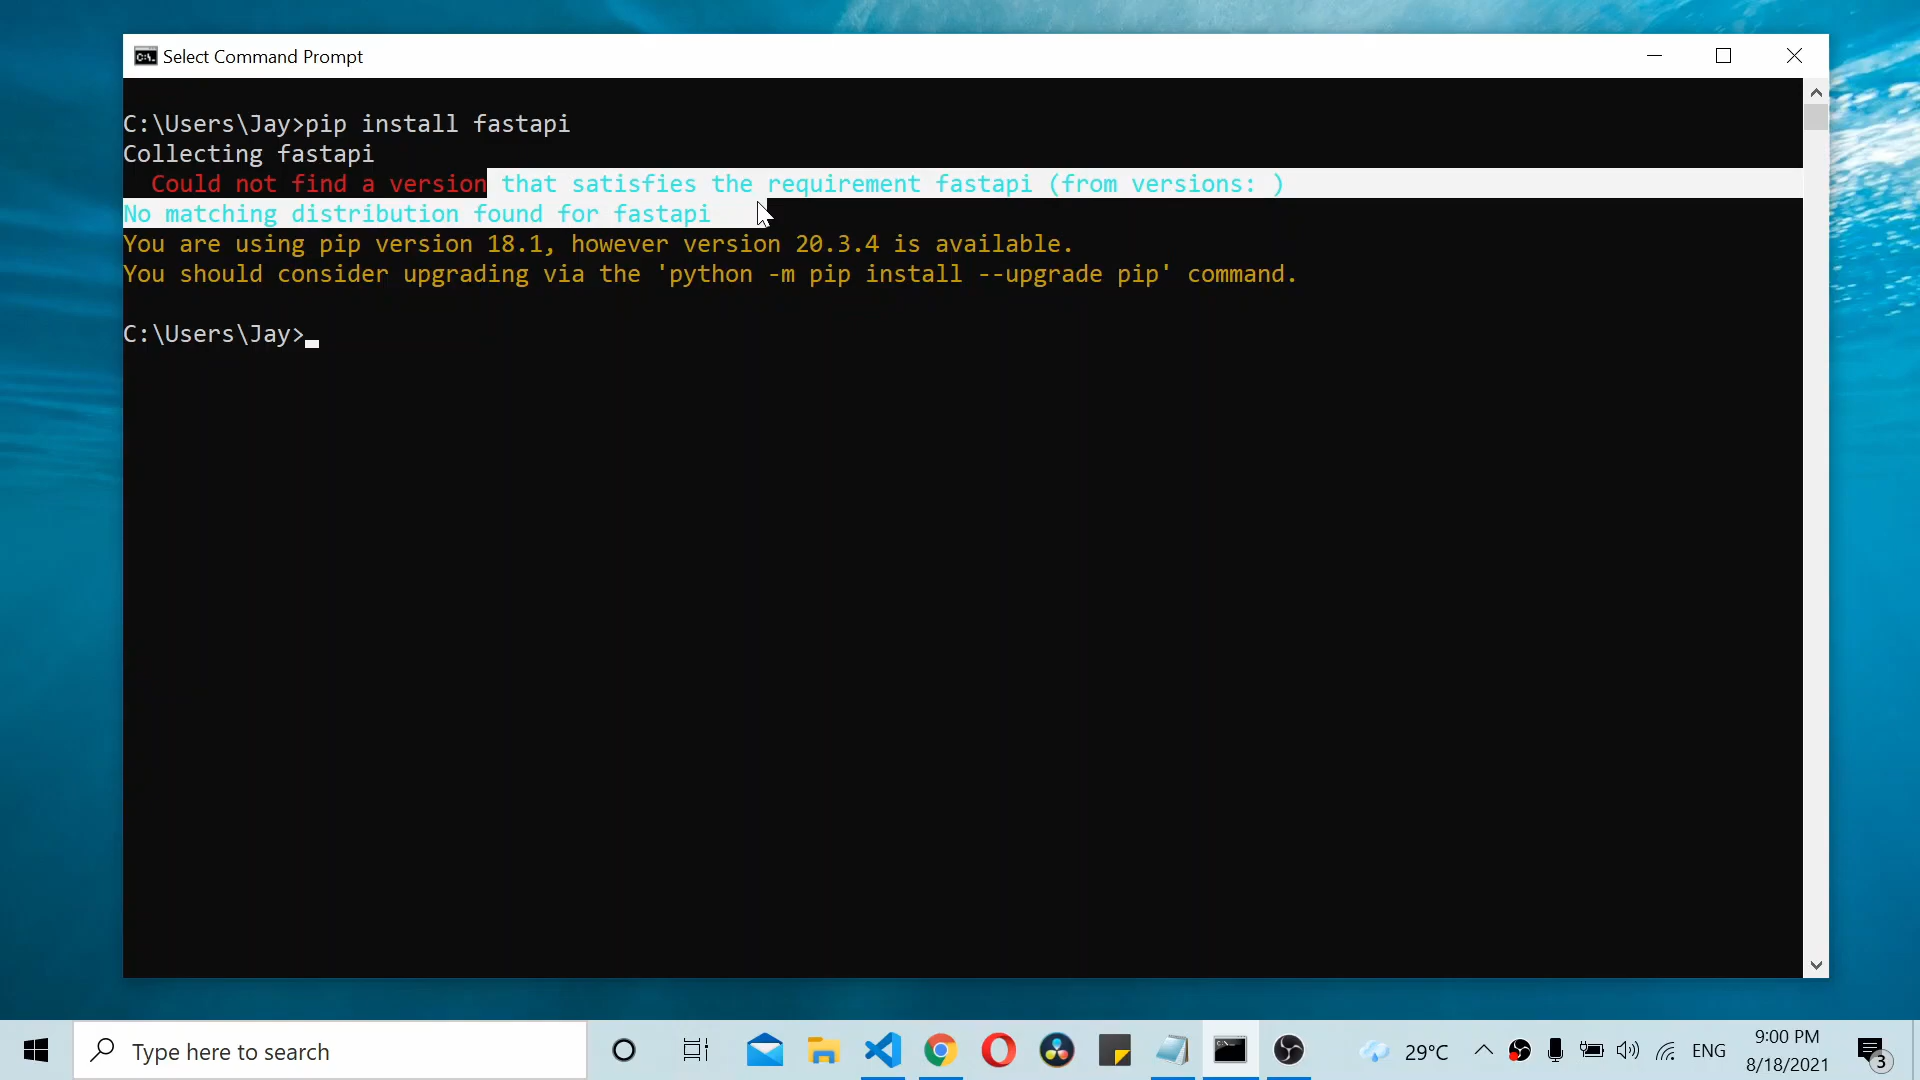 Select Command Prompt
C:\Users\Jay>pip install fastapi
Collecting fastapi
Could not find a version that satisfies the requirement fastapi (from versions: )
No matching distribution found for fastapi
You are using pip version 18.1, however version 20.3.4 is available.
You should consider upgrading via the 'python -m pip install --upgrade pip' command.
C:\Users\Jay>
Type here to search
29°C
ENG
9:00 PM
8/18/2021
3